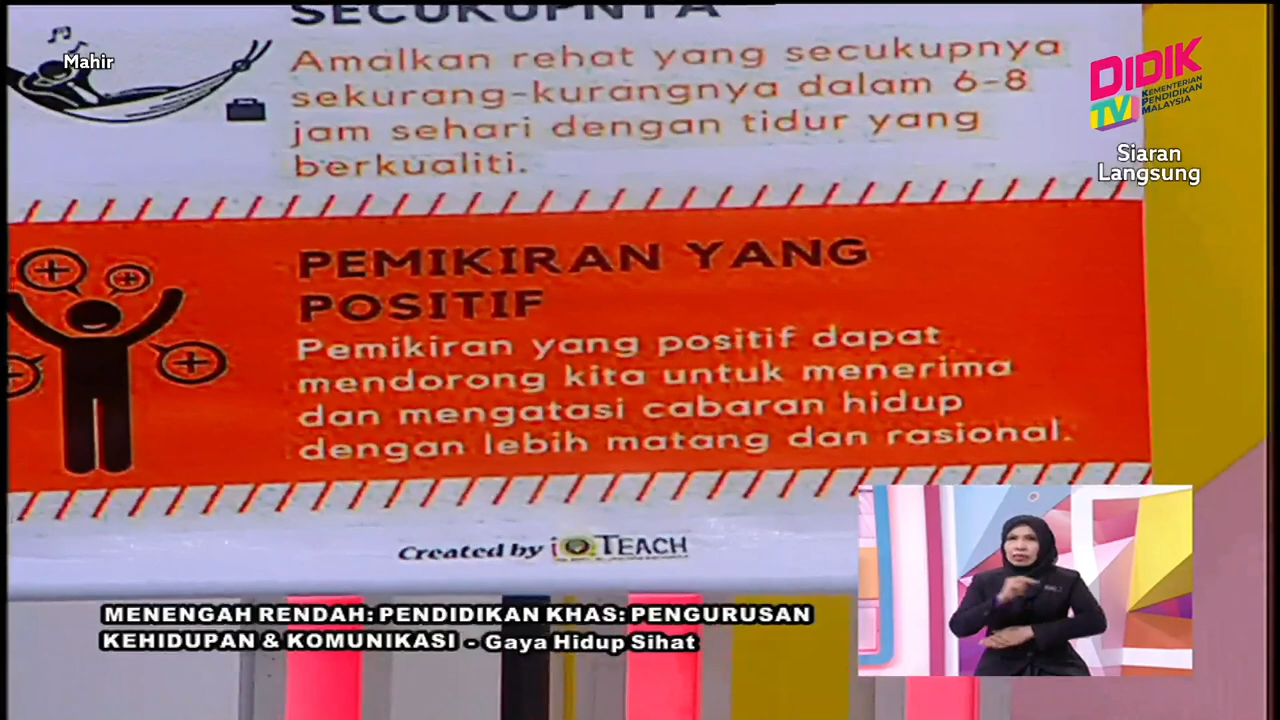 Mahir
SECUKUPNYA
Amalkan rehat yang secukupnya
sekurang-kurangnya dalam 6-8
jam sehari dengan tidur yang
berkualiti.
PEMIKIRAN YANG
POSITIF
Pemikiran yang positif dapat
mendorong kita untuk menerima
dan mengatasi cabaran hidup
dengan lebih matang dan rasional.
Created by iQ.TEACH
DIDIK
TV
KEMENTERIAN
PENDIDIKAN
MALAYSIA
Siaran
Langsung
MENENGAH RENDAH: PENDIDIKAN KHAS: PENGURUSAN
KEHIDUPAN & KOMUNIKASI - Gaya Hidup Sihat